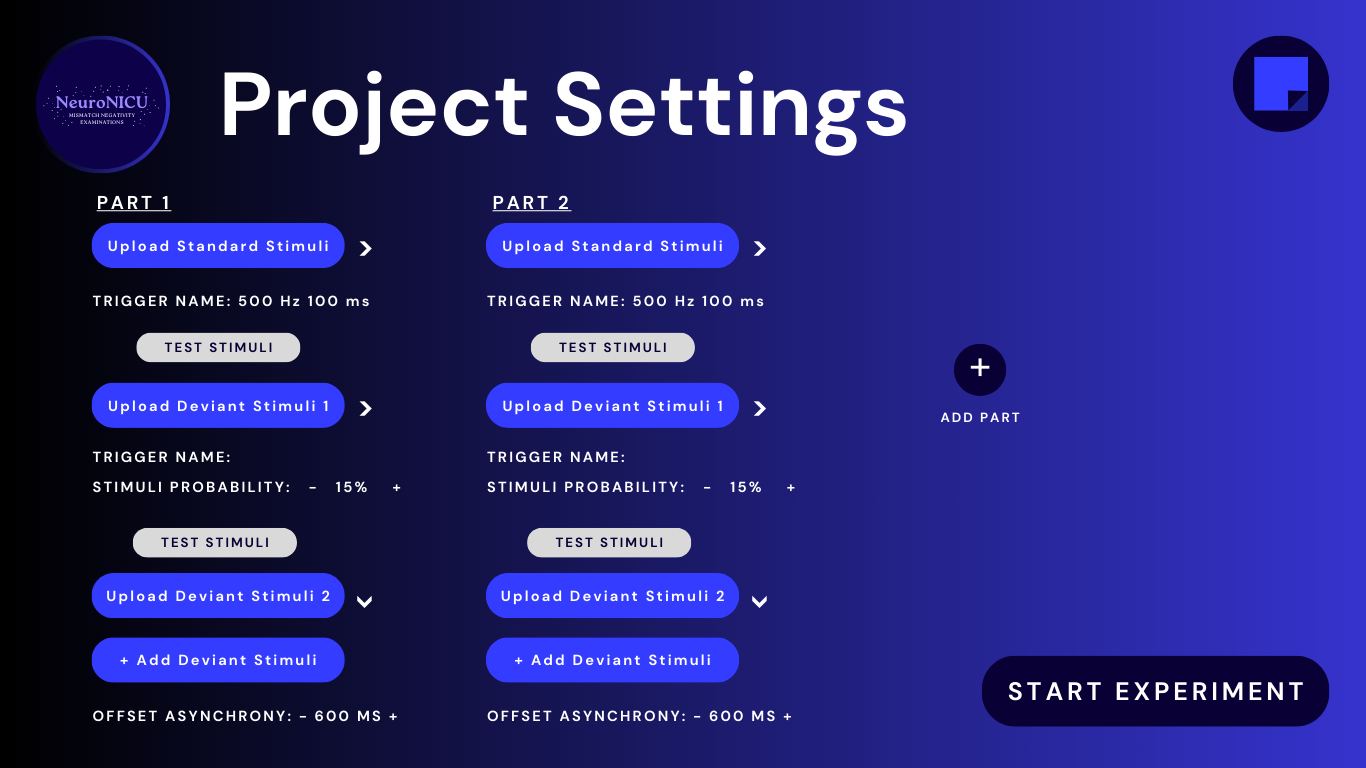 NeuroNICU
MISMATCH NEGATIVITY
EXAMINATIONS
Project Settings
PART 1
Upload Standard Stimuli
TRIGGER NAME: 500 Hz 100 ms
TEST STIMULI
Upload Deviant Stimuli 1
TRIGGER NAME:
STIMULI PROBABILITY: - 15% +
TEST STIMULI
Upload Deviant Stimuli 2
+ Add Deviant Stimuli
OFFSET ASYNCHRONY: - 600 MS +
PART 2
Upload Standard Stimuli
TRIGGER NAME: 500 Hz 100 ms
TEST STIMULI
Upload Deviant Stimuli 1
TRIGGER NAME:
STIMULI PROBABILITY: - 15% +
TEST STIMULI
Upload Deviant Stimuli 2
+ Add Deviant Stimuli
OFFSET ASYNCHRONY: - 600 MS +
+
ADD PART
START EXPERIMENT